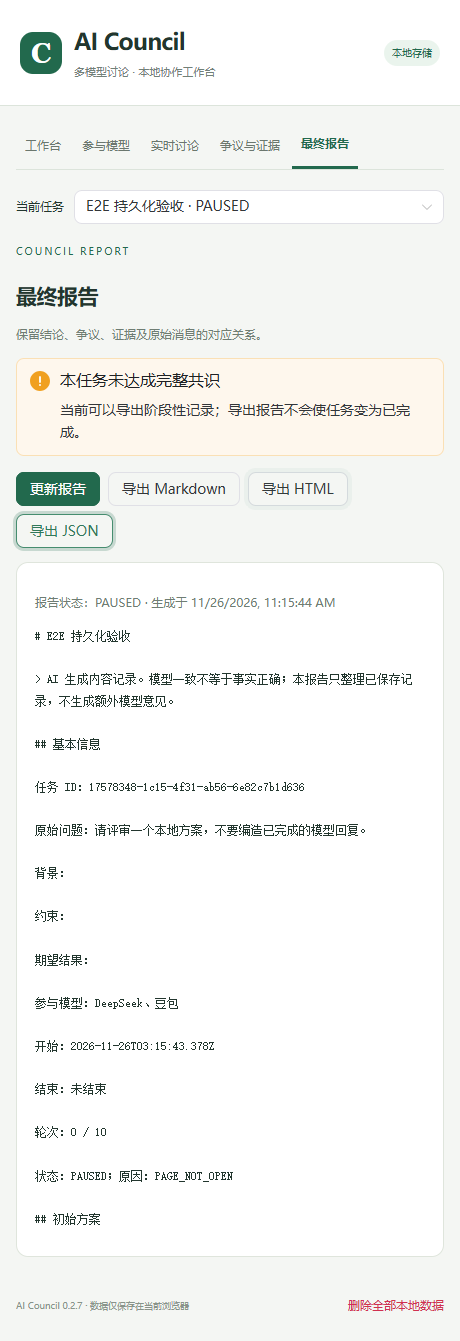 C
AI Council
多模型讨论 · 本地协作工作台
本地存储
工作台 参与模型 实时讨论 争议与证据 最终报告
当前任务 E2E 持久化验收 · PAUSED
COUNCIL REPORT
最终报告
保留结论、争议、证据及原始消息的对应关系。
本任务未达成完整共识
当前可以导出阶段性记录；导出报告不会使任务变为已完
成。
更新报告 导出 Markdown 导出 HTML
导出 JSON
报告状态：PAUSED · 生成于 11/26/2026, 11:15:44 AM
# E2E 持久化验收
> AI 生成内容记录。模型一致不等于事实正确；本报告只整理已保存记
录，不生成额外模型意见。
## 基本信息
任务 ID：17578348-1c15-4f31-ab56-6e82c7b1d636
原始问题：请评审一个本地方案，不要编造已完成的模型回复。
背景：
约束：
期望结果：
参与模型：DeepSeek、豆包
开始：2026-11-26T03:15:43.378Z
结束：未结束
轮次：0 / 10
状态：PAUSED；原因：PAGE_NOT_OPEN
## 初始方案
AI Council 0.2.7 · 数据仅保存在当前浏览器
删除全部本地数据